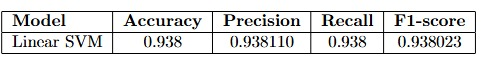 Model Accuracy Precision Recall F1-score
Linear SVM 0.938 0.938110 0.938 0.938023